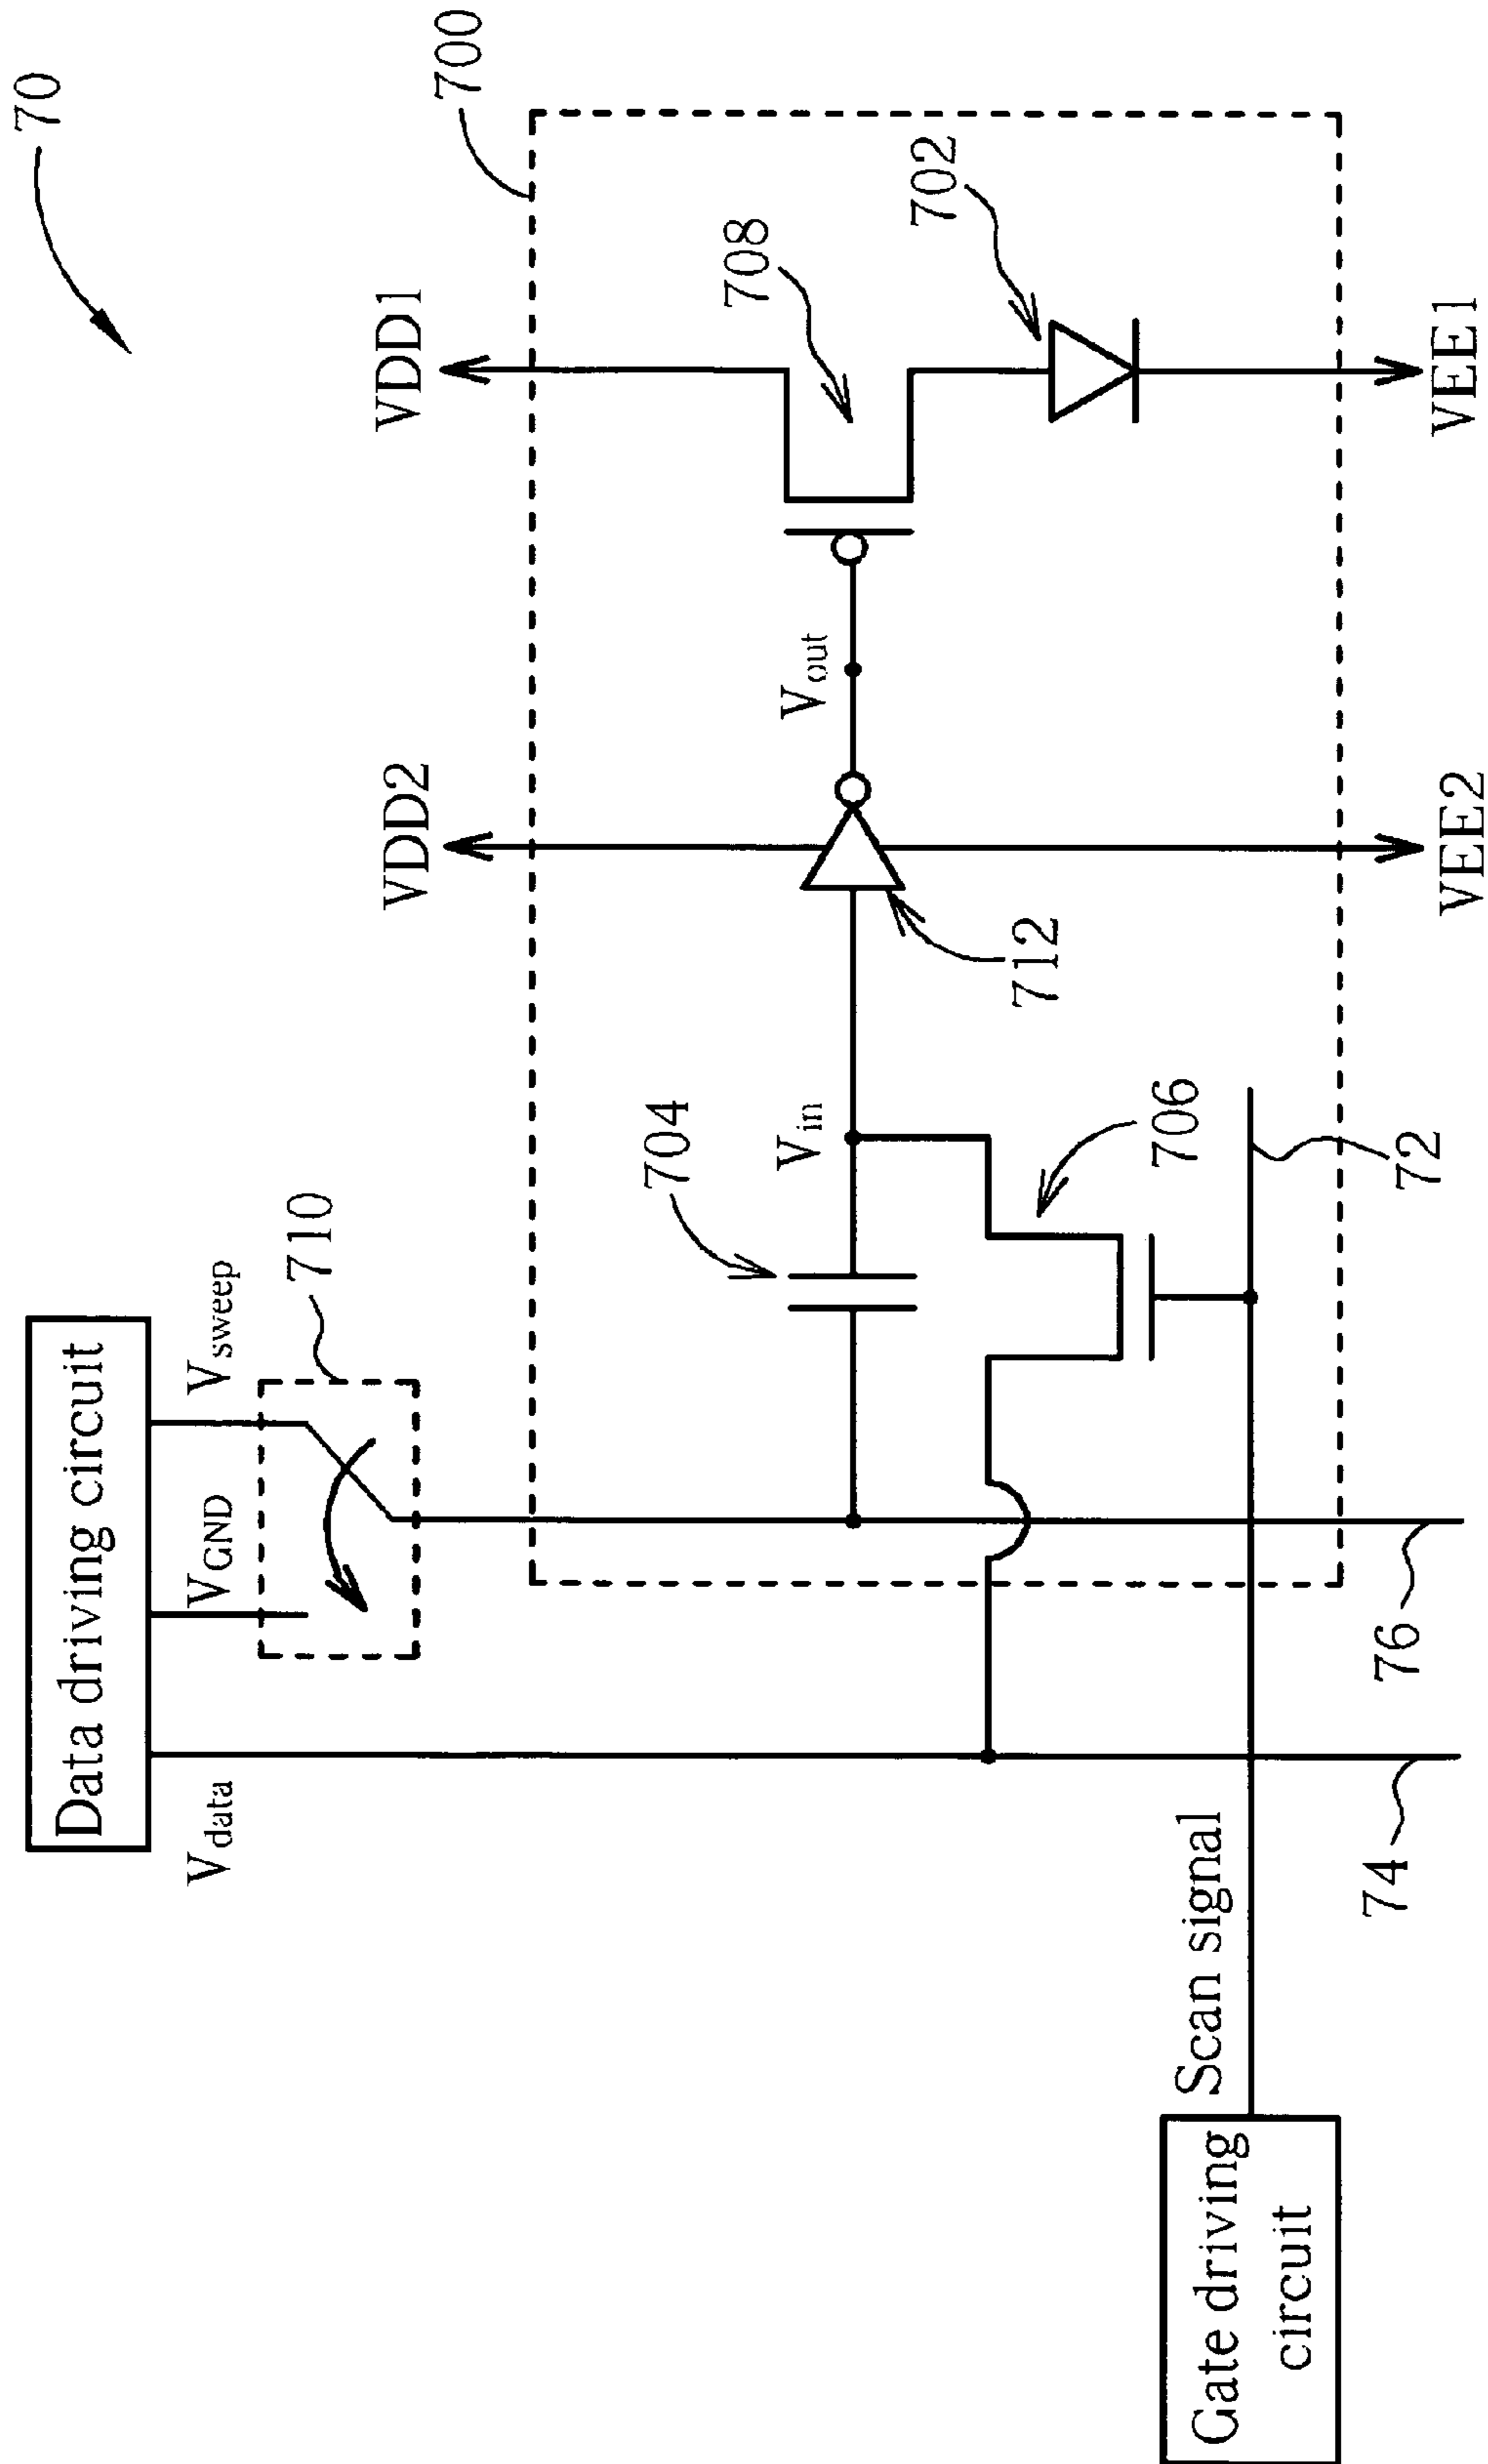 70
Data driving circuit
Vdata
VGND
Vsweep
710
VDD2
VDD1
700
704
Vin
Vout
708
702
712
706
Scan signal
Gate driving
circuit
72
74
76
VEE2
VEE1